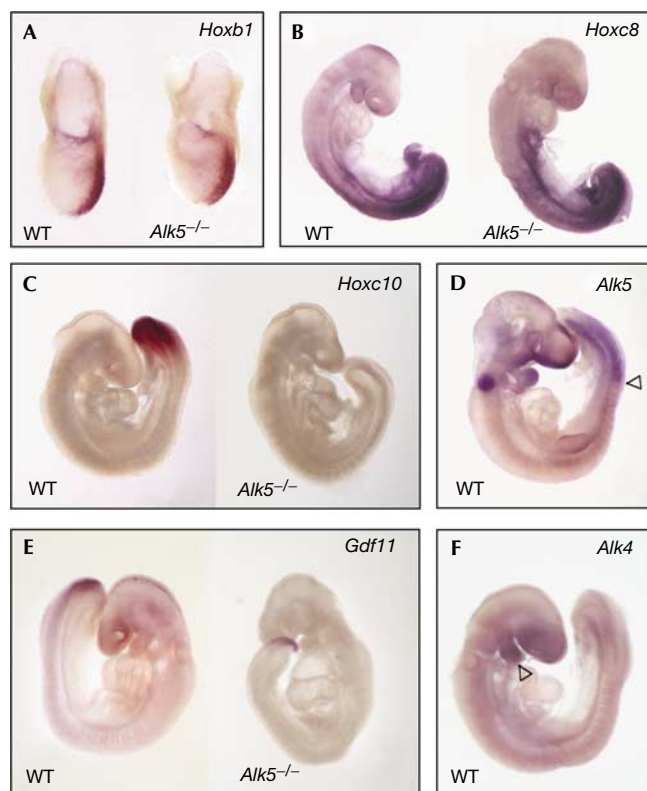 A Hoxb1
WT Alk5–/–
B Hoxc8
WT Alk5–/–
C Hoxc10
WT Alk5–/–
D Alk5
WT
E Gdf11
WT Alk5–/–
F Alk4
WT